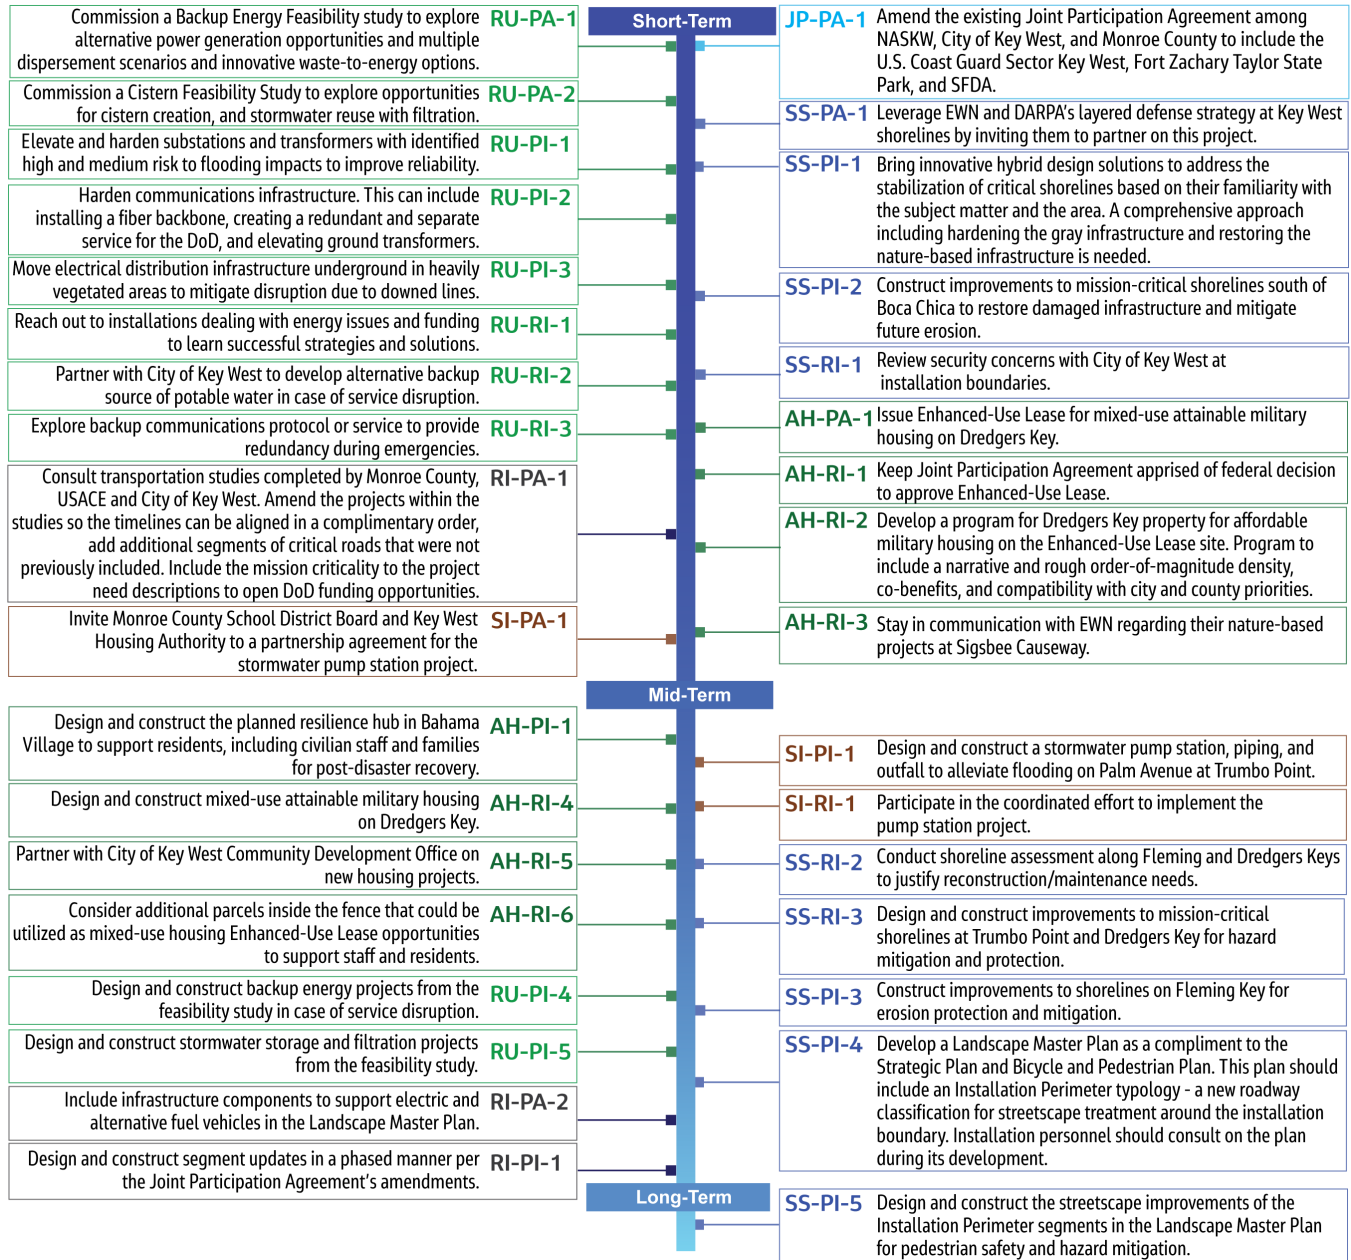 Short-Term
Commission a Backup Energy Feasibility study to explore
alternative power generation opportunities and multiple
dispersement scenarios and innovative waste-to-energy options.
RU-PA-1
Commission a Cistern Feasibility Study to explore opportunities
for cistern creation, and stormwater reuse with filtration.
RU-PA-2
Elevate and harden substations and transformers with identified
high and medium risk to flooding impacts to improve reliability.
RU-PI-1
Harden communications infrastructure. This can include
installing a fiber backbone, creating a redundant and separate
service for the DoD, and elevating ground transformers.
RU-PI-2
Move electrical distribution infrastructure underground in heavily
vegetated areas to mitigate disruption due to downed lines.
RU-PI-3
Reach out to installations dealing with energy issues and funding
to learn successful strategies and solutions.
RU-RI-1
Partner with City of Key West to develop alternative backup
source of potable water in case of service disruption.
RU-RI-2
Explore backup communications protocol or service to provide
redundancy during emergencies.
RU-RI-3
Consult transportation studies completed by Monroe County,
USACE and City of Key West. Amend the projects within the
studies so the timelines can be aligned in a complimentary order,
add additional segments of critical roads that were not
previously included. Include the mission criticality to the project
need descriptions to open DoD funding opportunities.
RI-PA-1
Invite Monroe County School District Board and Key West
Housing Authority to a partnership agreement for the
stormwater pump station project.
SI-PA-1
JP-PA-1
Amend the existing Joint Participation Agreement among
NASKW, City of Key West, and Monroe County to include the
U.S. Coast Guard Sector Key West, Fort Zachary Taylor State
Park, and SFDA.
SS-PA-1
Leverage EWN and DARPA's layered defense strategy at Key West
shorelines by inviting them to partner on this project.
SS-PI-1
Bring innovative hybrid design solutions to address the
stabilization of critical shorelines based on their familiarity with
the subject matter and the area. A comprehensive approach
including hardening the gray infrastructure and restoring the
nature-based infrastructure is needed.
SS-PI-2
Construct improvements to mission-critical shorelines south of
Boca Chica to restore damaged infrastructure and mitigate
future erosion.
SS-RI-1
Review security concerns with City of Key West at
installation boundaries.
AH-PA-1
Issue Enhanced-Use Lease for mixed-use attainable military
housing on Dredgers Key.
AH-RI-1
Keep Joint Participation Agreement apprised of federal decision
to approve Enhanced-Use Lease.
AH-RI-2
Develop a program for Dredgers Key property for affordable
military housing on the Enhanced-Use Lease site. Program to
include a narrative and rough order-of-magnitude density,
co-benefits, and compatibility with city and county priorities.
AH-RI-3
Stay in communication with EWN regarding their nature-based
projects at Sigsbee Causeway.
Mid-Term
Design and construct the planned resilience hub in Bahama
Village to support residents, including civilian staff and families
for post-disaster recovery.
AH-PI-1
Design and construct mixed-use attainable military housing
on Dredgers Key.
AH-RI-4
Partner with City of Key West Community Development Office on
new housing projects.
AH-RI-5
Consider additional parcels inside the fence that could be
utilized as mixed-use housing Enhanced-Use Lease opportunities
to support staff and residents.
AH-RI-6
Design and construct backup energy projects from the
feasibility study in case of service disruption.
RU-PI-4
Design and construct stormwater storage and filtration projects
from the feasibility study.
RU-PI-5
Include infrastructure components to support electric and
alternative fuel vehicles in the Landscape Master Plan.
RI-PA-2
Design and construct segment updates in a phased manner per
the Joint Participation Agreement's amendments.
RI-PI-1
SI-PI-1
Design and construct a stormwater pump station, piping, and
outfall to alleviate flooding on Palm Avenue at Trumbo Point.
SI-RI-1
Participate in the coordinated effort to implement the
pump station project.
SS-RI-2
Conduct shoreline assessment along Fleming and Dredgers Keys
to justify reconstruction/maintenance needs.
SS-RI-3
Design and construct improvements to mission-critical
shorelines at Trumbo Point and Dredgers Key for hazard
mitigation and protection.
SS-PI-3
Construct improvements to shorelines on Fleming Key for
erosion protection and mitigation.
SS-PI-4
Develop a Landscape Master Plan as a compliment to the
Strategic Plan and Bicycle and Pedestrian Plan. This plan should
include an Installation Perimeter typology - a new roadway
classification for streetscape treatment around the installation
boundary. Installation personnel should consult on the plan
during its development.
Long-Term
SS-PI-5
Design and construct the streetscape improvements of the
Installation Perimeter segments in the Landscape Master Plan
for pedestrian safety and hazard mitigation.